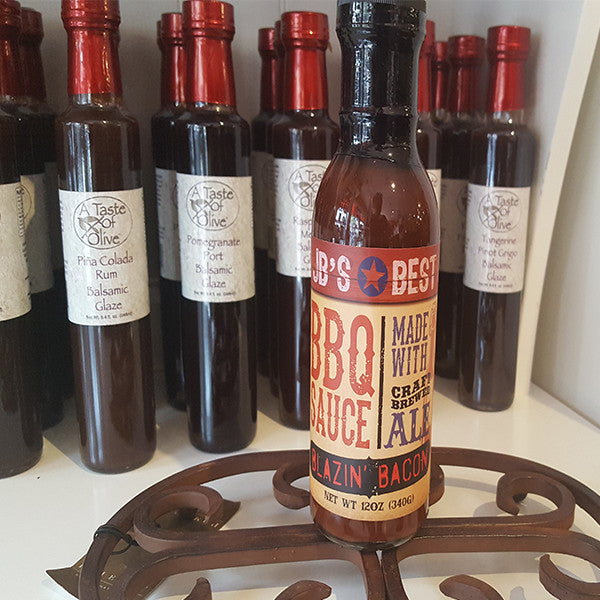 A Taste
of
Olive
Piña Colada
Rum
Balsamic
Glaze
A Taste
of
Olive
Pomegranate
Port
Balsamic
Glaze
A Taste
of
Olive
Balsamic
Glaze
JB'S BEST
BBQ
SAUCE
MADE
WITH
CRAFT
BREWED
ALE
BLAZIN' BACON
NET WT 12OZ (340G)
A Taste
of
Olive
Tangerine
Pinot Grigio
Balsamic
Glaze